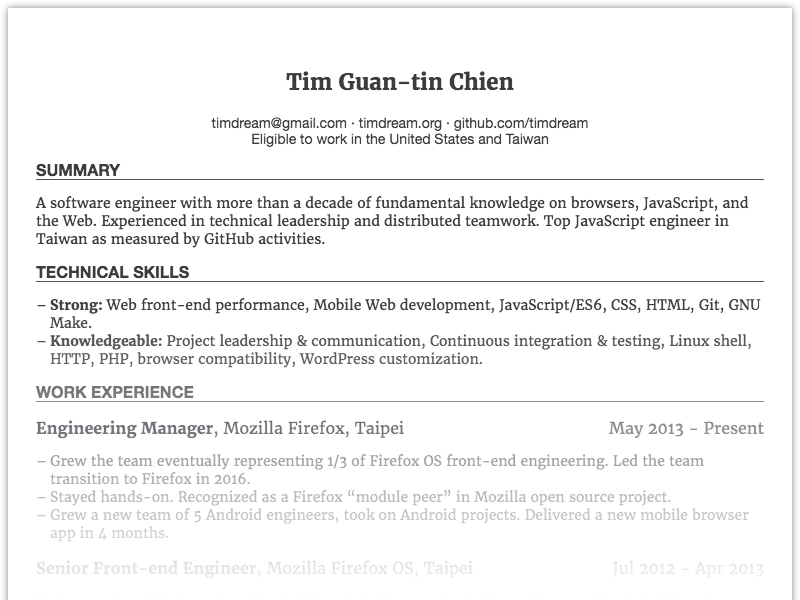 Tim Guan-tin Chien
timdream@gmail.com · timdream.org · github.com/timdream
Eligible to work in the United States and Taiwan
SUMMARY
A software engineer with more than a decade of fundamental knowledge on browsers, JavaScript, and
the Web. Experienced in technical leadership and distributed teamwork. Top JavaScript engineer in
Taiwan as measured by GitHub activities.
TECHNICAL SKILLS
– Strong: Web front-end performance, Mobile Web development, JavaScript/ES6, CSS, HTML, Git, GNU
Make.
– Knowledgeable: Project leadership & communication, Continuous integration & testing, Linux shell,
HTTP, PHP, browser compatibility, WordPress customization.
WORK EXPERIENCE
Engineering Manager, Mozilla Firefox, Taipei May 2013 – Present
– Grew the team eventually representing 1/3 of Firefox OS front-end engineering. Led the team
transition to Firefox in 2016.
– Stayed hands-on. Recognized as a Firefox “module peer” in Mozilla open source project.
– Grew a new team of 5 Android engineers, took on Android projects. Delivered a new mobile browser
app in 4 months.
Senior Front-end Engineer, Mozilla Firefox OS, Taipei Jul 2012 – Apr 2013